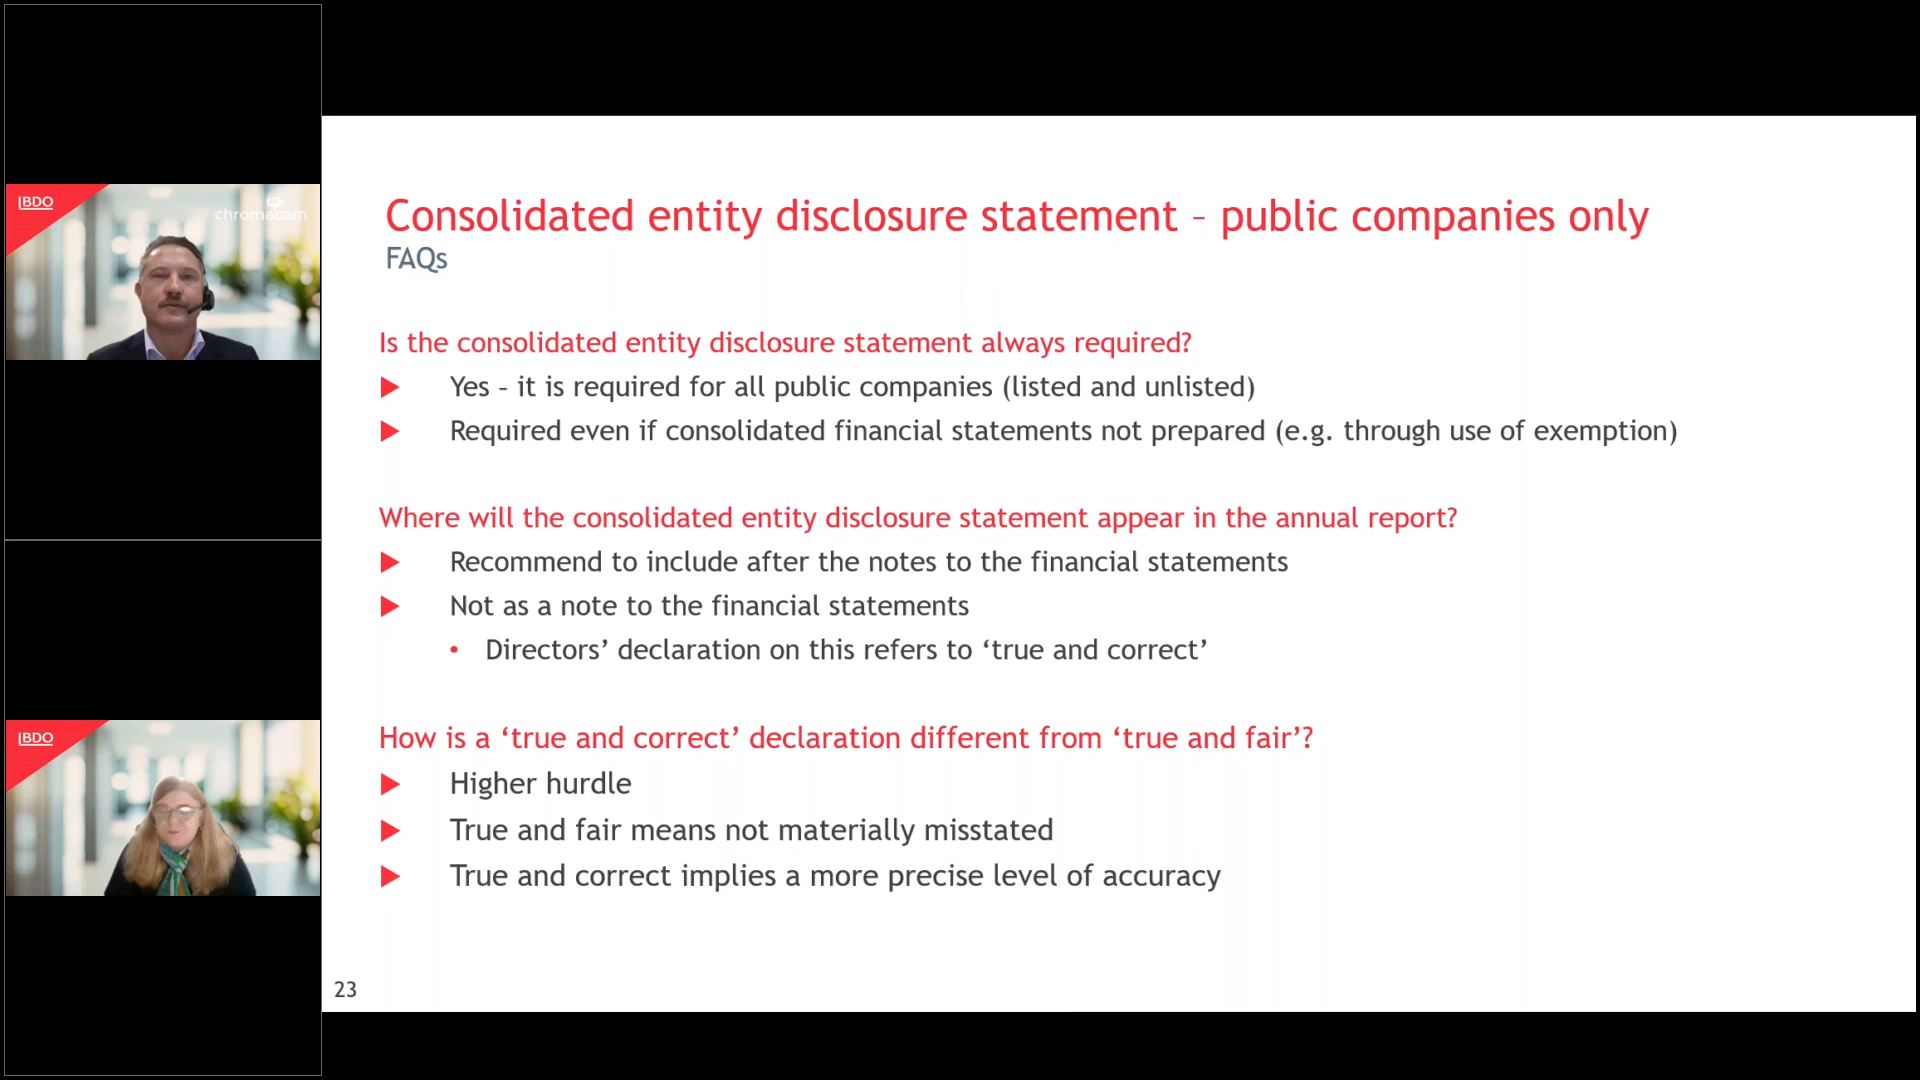 BDO
chromacam
BDO
Consolidated entity disclosure statement – public companies only
FAQs
Is the consolidated entity disclosure statement always required?
Yes – it is required for all public companies (listed and unlisted)
Required even if consolidated financial statements not prepared (e.g. through use of exemption)
Where will the consolidated entity disclosure statement appear in the annual report?
Recommend to include after the notes to the financial statements
Not as a note to the financial statements
• Directors’ declaration on this refers to ‘true and correct’
How is a ‘true and correct’ declaration different from ‘true and fair’?
Higher hurdle
True and fair means not materially misstated
True and correct implies a more precise level of accuracy
23